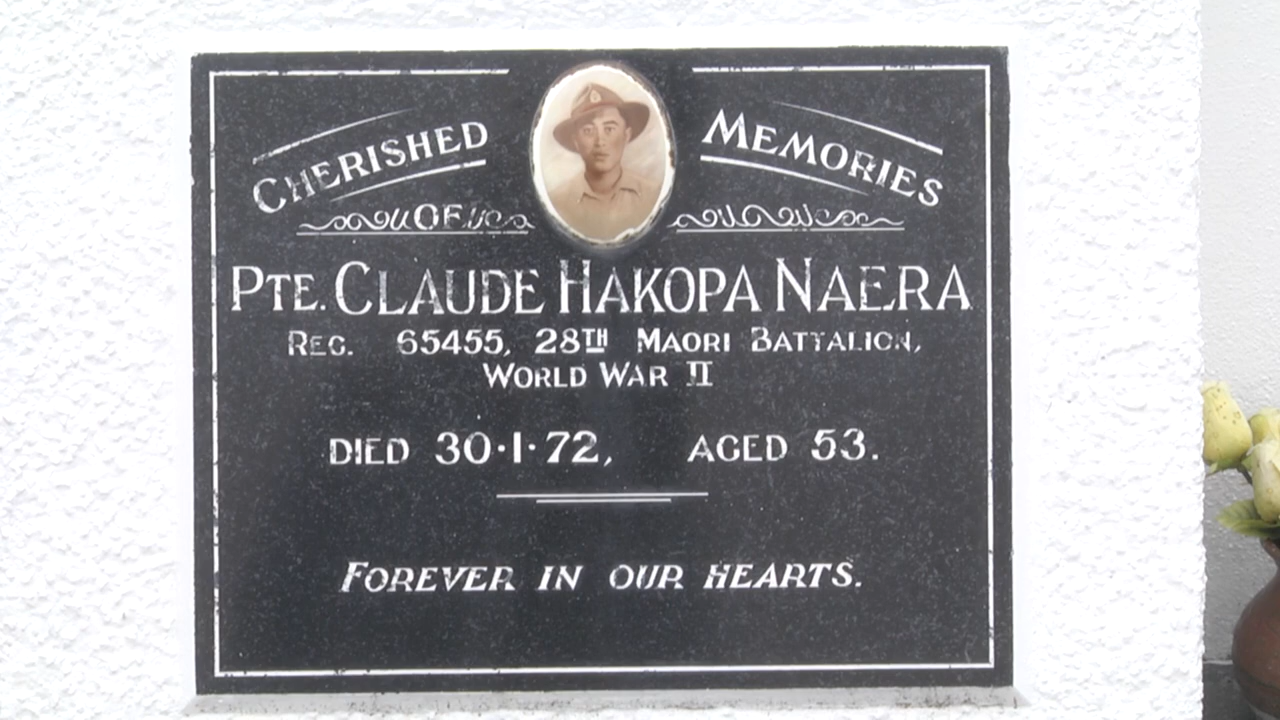 CHERISHED MEMORIES
OF
PTE. CLAUDE HAKOPA NAERA
REG. 65455, 28TH MAORI BATTALION,
WORLD WAR II
DIED 30·1·72, AGED 53.
FOREVER IN OUR HEARTS.